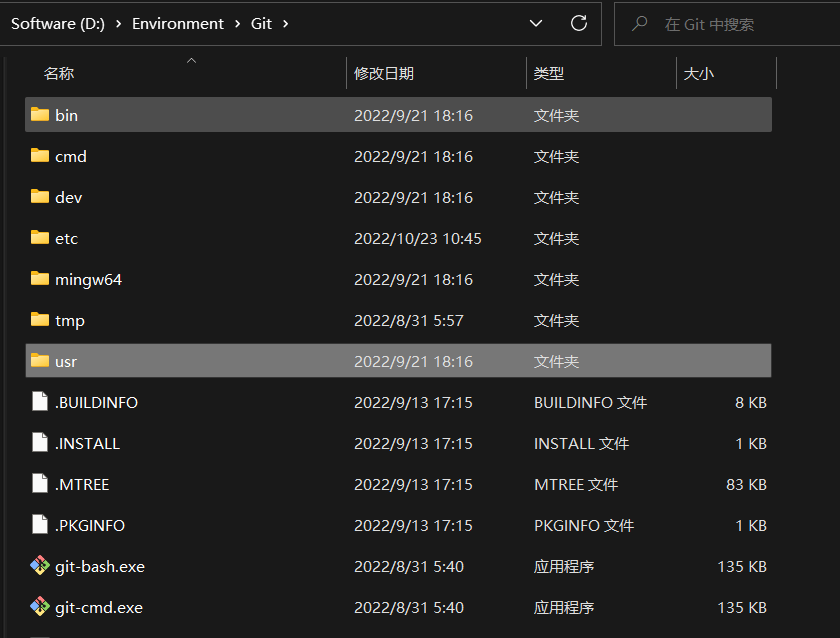 Software (D:) › Environment › Git ›
在 Git 中搜索
名称 修改日期 类型 大小
bin 2022/9/21 18:16 文件夹
cmd 2022/9/21 18:16 文件夹
dev 2022/9/21 18:16 文件夹
etc 2022/10/23 10:45 文件夹
mingw64 2022/9/21 18:16 文件夹
tmp 2022/8/31 5:57 文件夹
usr 2022/9/21 18:16 文件夹
.BUILDINFO 2022/9/13 17:15 BUILDINFO 文件 8 KB
.INSTALL 2022/9/13 17:15 INSTALL 文件 1 KB
.MTREE 2022/9/13 17:15 MTREE 文件 83 KB
.PKGINFO 2022/9/13 17:15 PKGINFO 文件 1 KB
git-bash.exe 2022/8/31 5:40 应用程序 135 KB
git-cmd.exe 2022/8/31 5:40 应用程序 135 KB